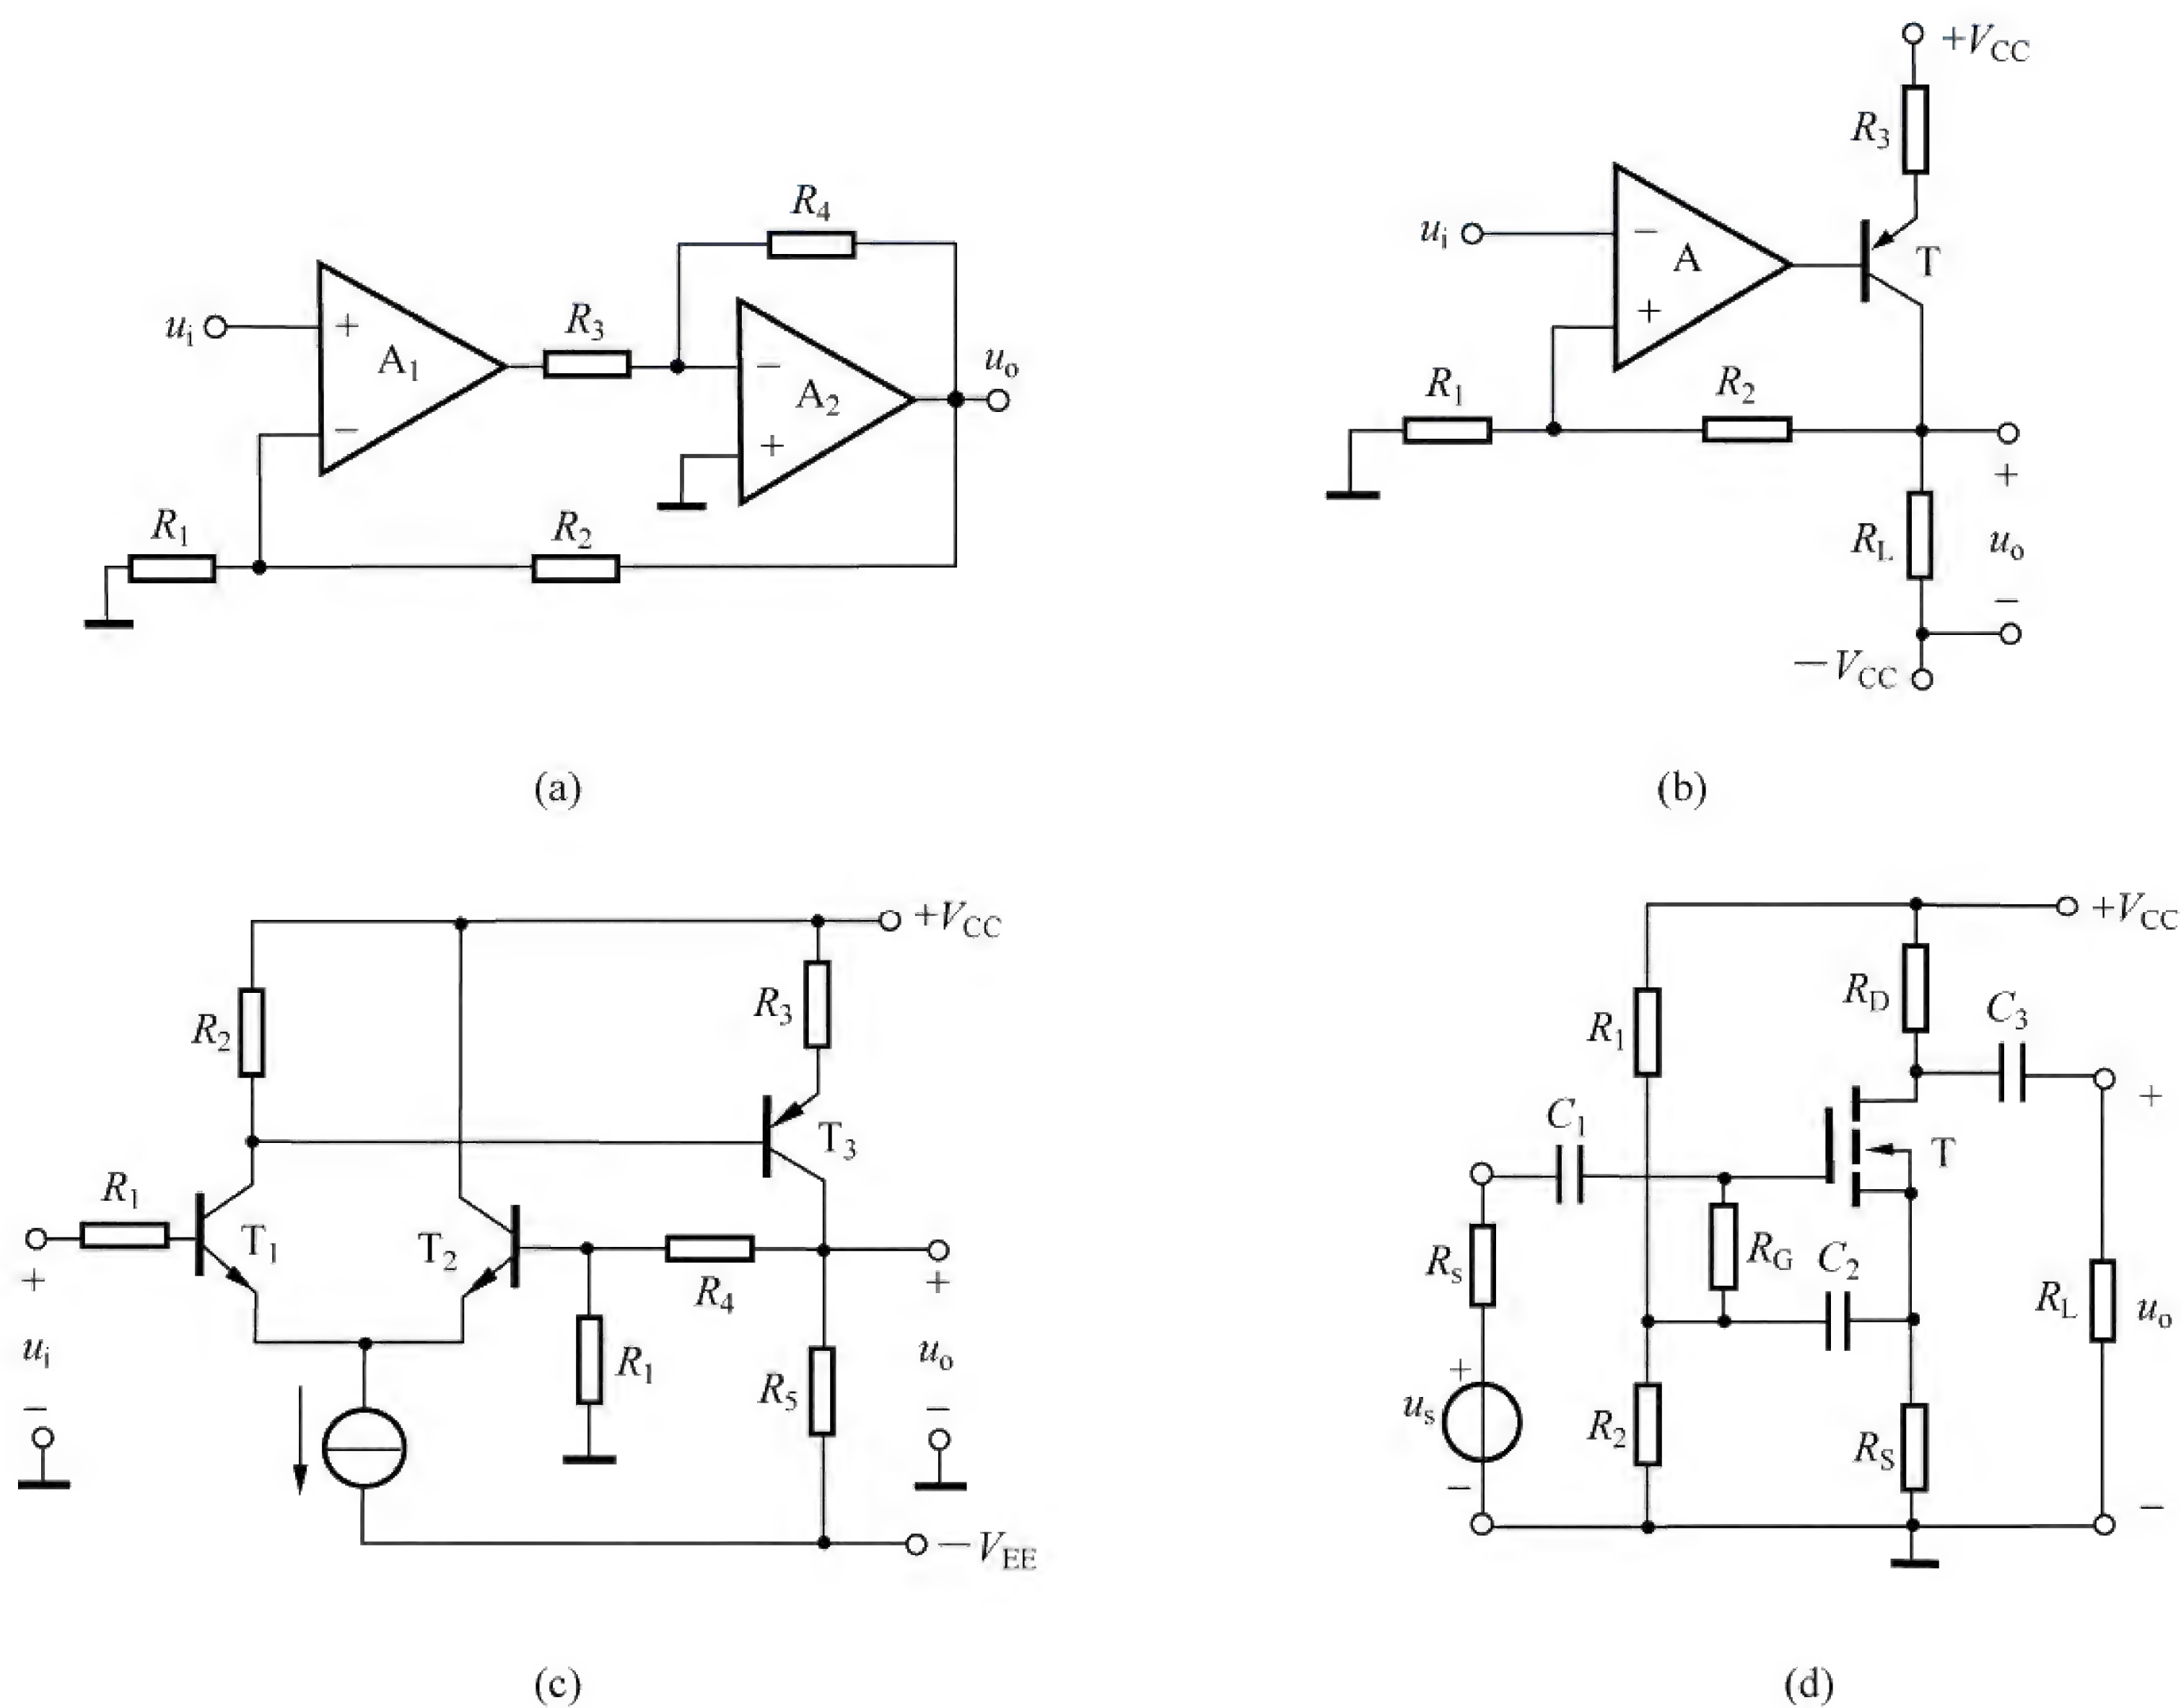 R4
ui + A1 R3 − A2 uo
− +
R1 R2
(a)
+VCC
R3
ui − A T
+
R1 R2
+
RL uo
−
−VCC
(b)
+VCC
R2 R3
T3
R1 T1 T2
+ R4 +
ui R1 R5 uo
− −
−VEE
(c)
+VCC
RD C3
R1
+
C1 T
Rs RG C2
RL uo
+
us R2 RS
− −
(d)